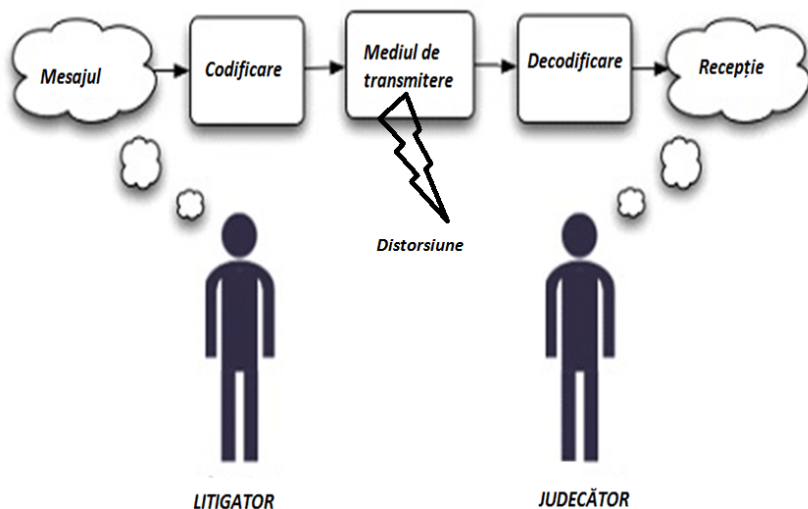 Mesajul
Codificare
Mediul de
transmitere
Decodificare
Recepție
Distorsiune
LITIGATOR
JUDECĂTOR